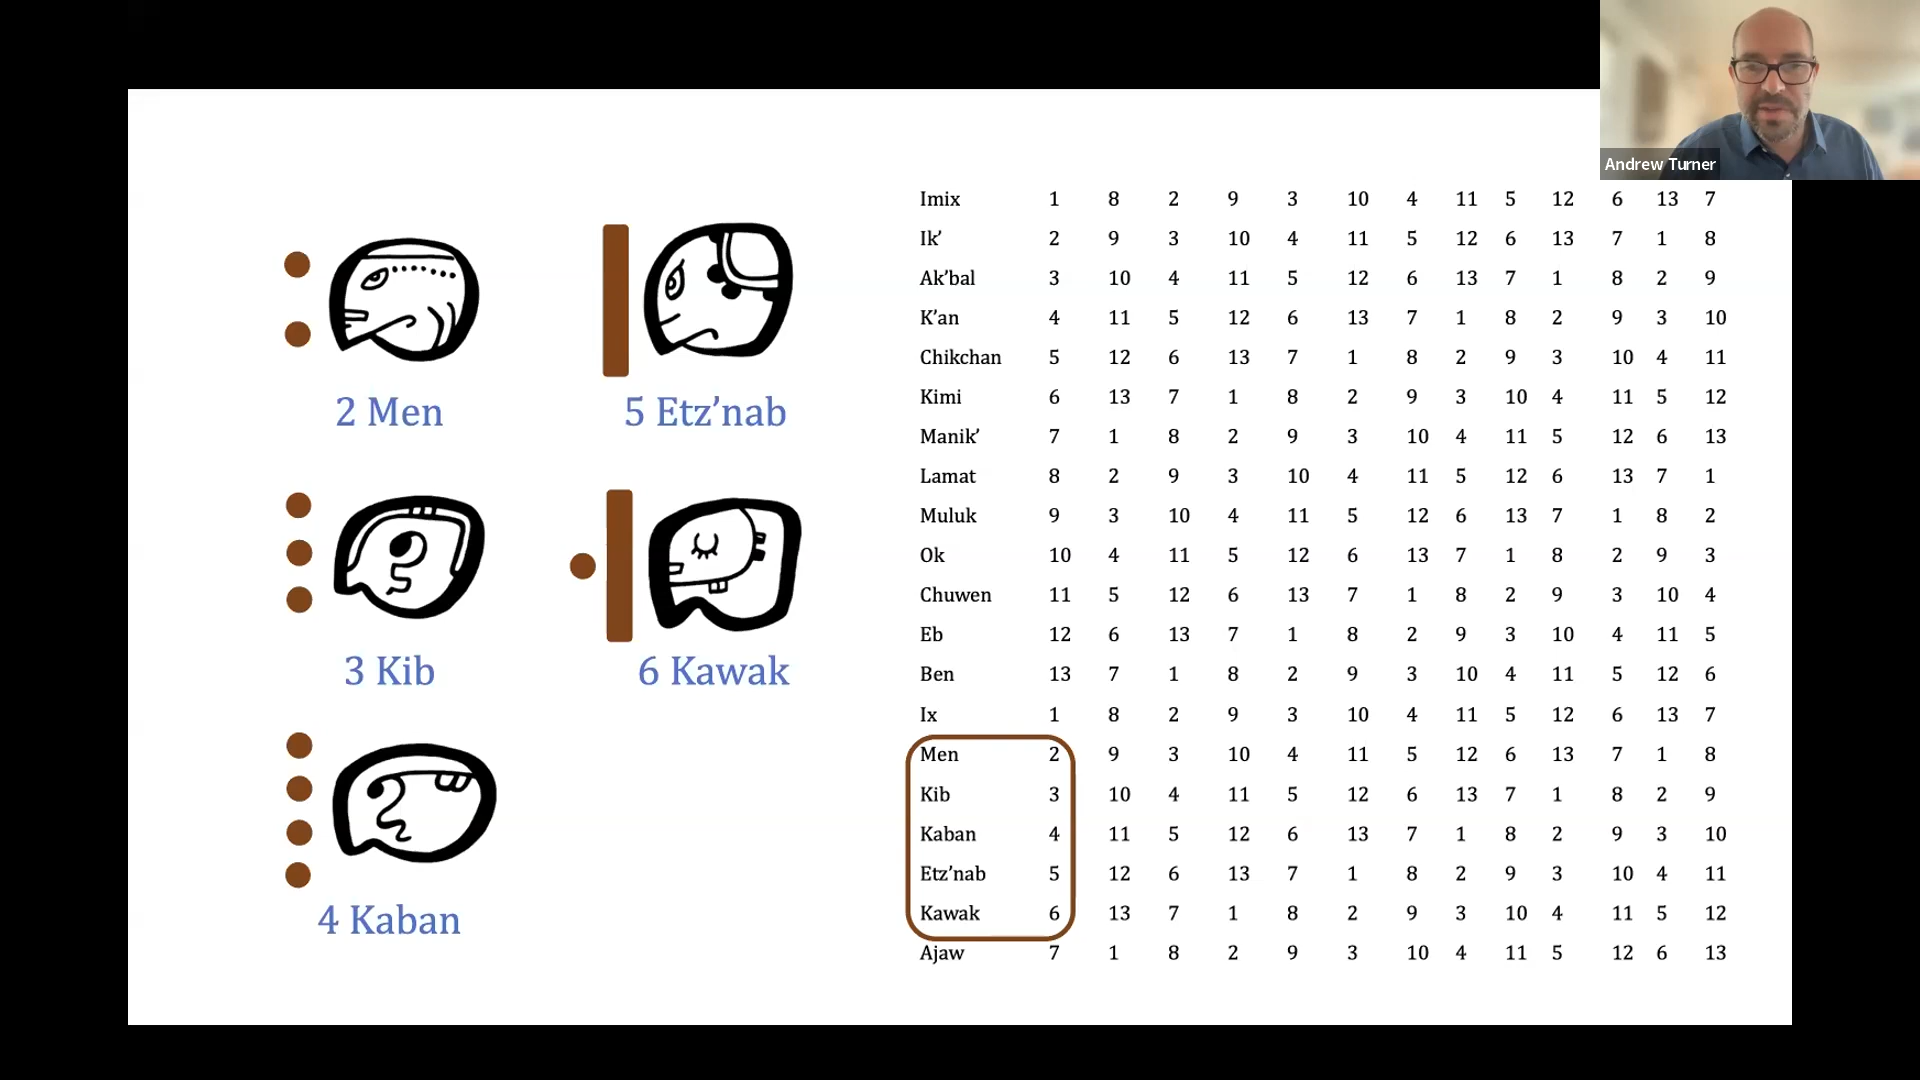 Andrew Turner
2 Men
5 Etz’nab
3 Kib
6 Kawak
4 Kaban
Imix 1 8 2 9 3 10 4 11 5 12 6 13 7
Ik’ 2 9 3 10 4 11 5 12 6 13 7 1 8
Ak’bal 3 10 4 11 5 12 6 13 7 1 8 2 9
K’an 4 11 5 12 6 13 7 1 8 2 9 3 10
Chikchan 5 12 6 13 7 1 8 2 9 3 10 4 11
Kimi 6 13 7 1 8 2 9 3 10 4 11 5 12
Manik’ 7 1 8 2 9 3 10 4 11 5 12 6 13
Lamat 8 2 9 3 10 4 11 5 12 6 13 7 1
Muluk 9 3 10 4 11 5 12 6 13 7 1 8 2
Ok 10 4 11 5 12 6 13 7 1 8 2 9 3
Chuwen 11 5 12 6 13 7 1 8 2 9 3 10 4
Eb 12 6 13 7 1 8 2 9 3 10 4 11 5
Ben 13 7 1 8 2 9 3 10 4 11 5 12 6
Ix 1 8 2 9 3 10 4 11 5 12 6 13 7
Men 2 9 3 10 4 11 5 12 6 13 7 1 8
Kib 3 10 4 11 5 12 6 13 7 1 8 2 9
Kaban 4 11 5 12 6 13 7 1 8 2 9 3 10
Etz’nab 5 12 6 13 7 1 8 2 9 3 10 4 11
Kawak 6 13 7 1 8 2 9 3 10 4 11 5 12
Ajaw 7 1 8 2 9 3 10 4 11 5 12 6 13